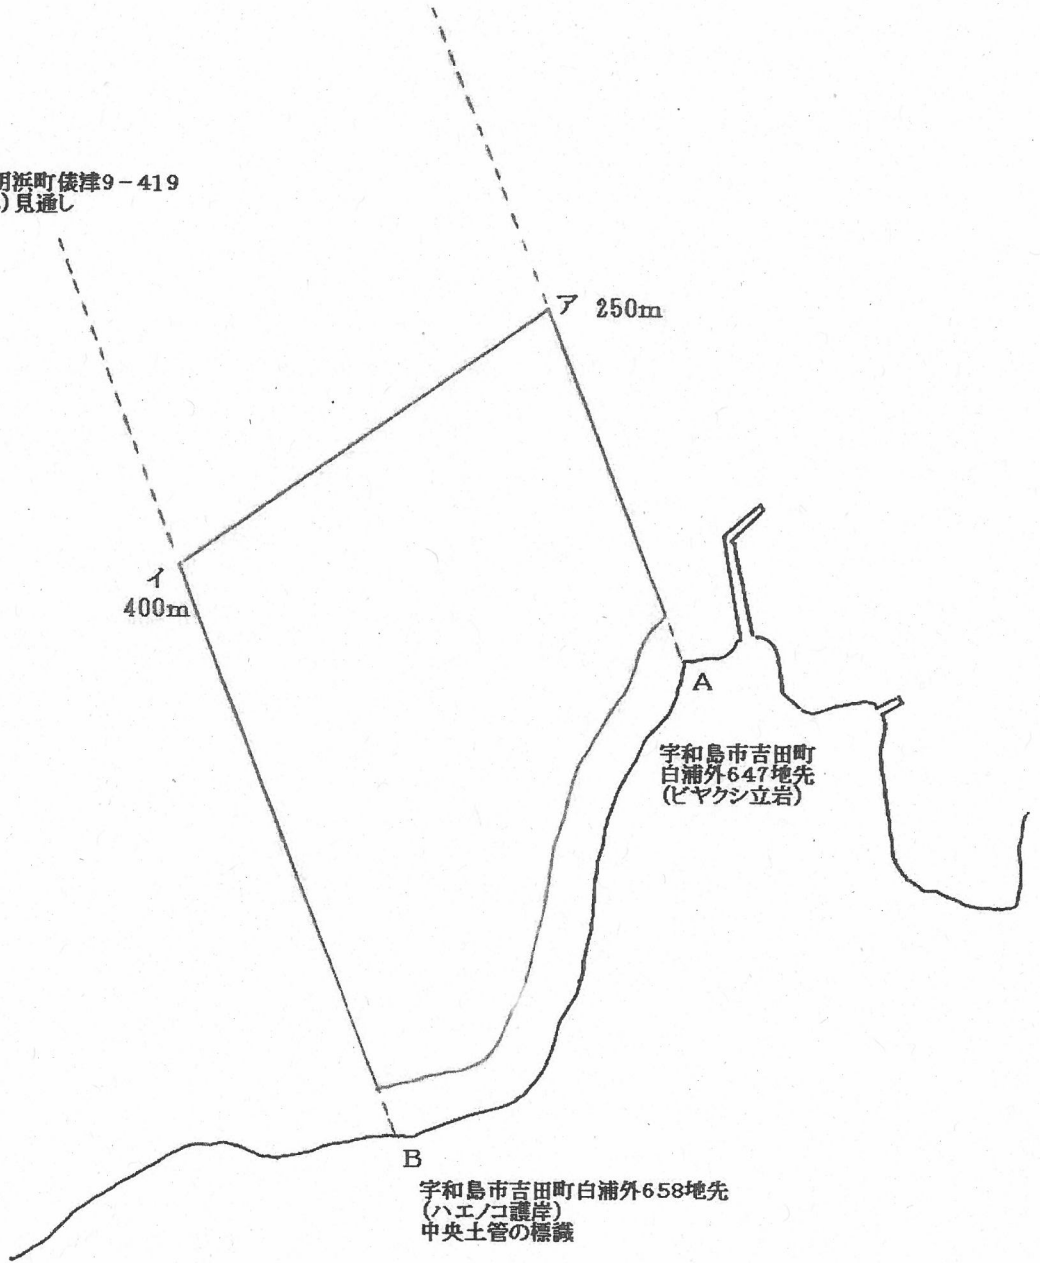 明浜町俵津9-419
)見通し
ア 250m
イ
400m
A
宇和島市吉田町
白浦外647地先
(ビヤクシ立岩)
B
宇和島市吉田町白浦外658地先
(ハエノコ護岸)
中央土管の標識